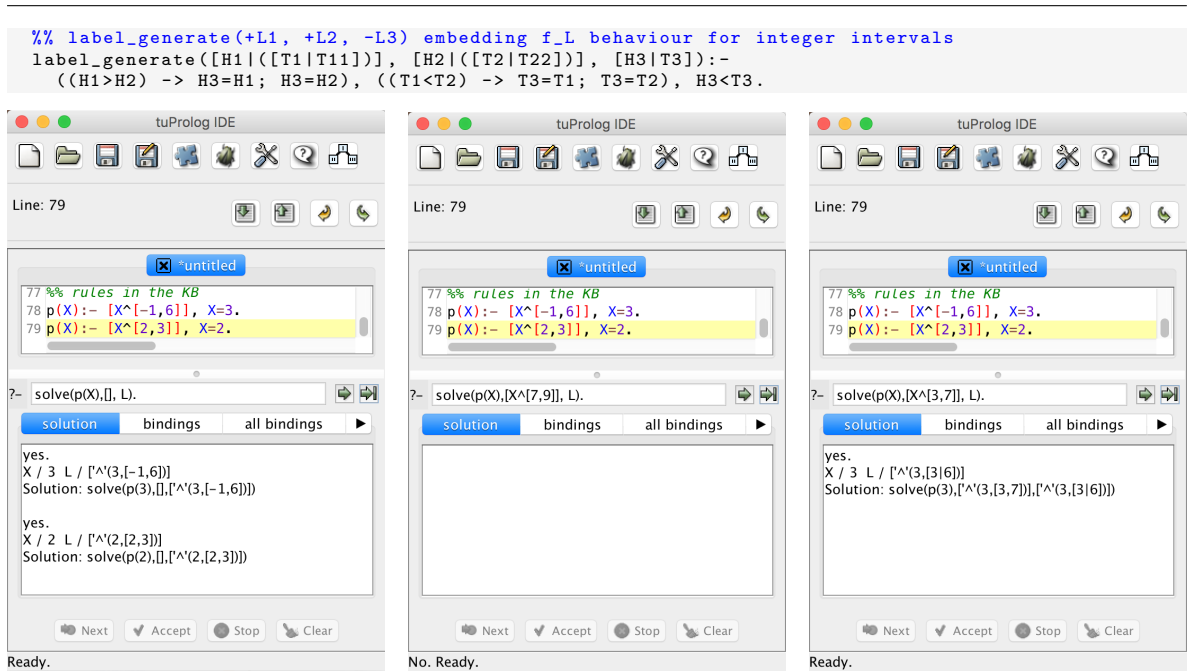 %% label_generate(+L1, +L2, -L3) embedding f_L behaviour for integer intervals
label_generate([H1|([T1|T11])], [H2|([T2|T22])], [H3|T3]):-
((H1>H2) -> H3=H1; H3=H2), ((T1<T2) -> T3=T1; T3=T2), H3<T3.
tuProlog IDE
Line: 79
*untitled
77 %% rules in the KB
78 p(X):- [X^[-1,6]], X=3.
79 p(X):- [X^[2,3]], X=2.
?- solve(p(X),[], L).
solution bindings all bindings
yes.
X / 3 L / ['^'(3,[-1,6])]
Solution: solve(p(3),[],['^'(3,[-1,6])])
yes.
X / 2 L / ['^'(2,[2,3])]
Solution: solve(p(2),[],['^'(2,[2,3])])
Next Accept Stop Clear
Ready.
tuProlog IDE
Line: 79
*untitled
77 %% rules in the KB
78 p(X):- [X^[-1,6]], X=3.
79 p(X):- [X^[2,3]], X=2.
?- solve(p(X),[X^[7,9]], L).
solution bindings all bindings
Next Accept Stop Clear
No. Ready.
tuProlog IDE
Line: 79
*untitled
77 %% rules in the KB
78 p(X):- [X^[-1,6]], X=3.
79 p(X):- [X^[2,3]], X=2.
?- solve(p(X),[X^[3,7]], L).
solution bindings all bindings
yes.
X / 3 L / ['^'(3,[3|6])]
Solution: solve(p(3),['^'(3,[3,7])],['^'(3,[3|6])])
Next Accept Stop Clear
Ready.